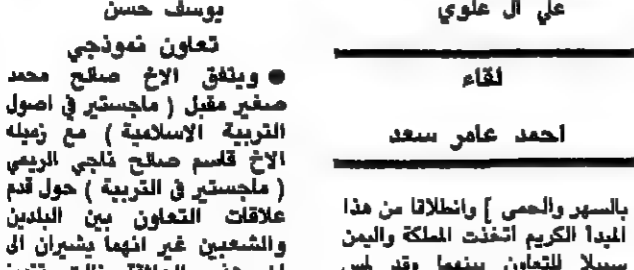 علي آل علوي
لقاء
احمد عامر سعد
بالسهر والحمى ] وانطلاقا من هذا
المبدأ الكريم أتخذت المملكة واليمن
سبيلا للتعاون بينهما وقد لمس
يوسف حسن
تعاون نموذجي
● ويتفق الاخ صالح محمد
صغير مقبل ( ماجستير في اصول
التربية الاسلامية ) مع زميله
الاخ قاسم صالح ناجي الريمي
( ماجستير في التربية ) حول قدم
علاقات التعاون بين البلدين
والشعبين غير انهما يشيران الى